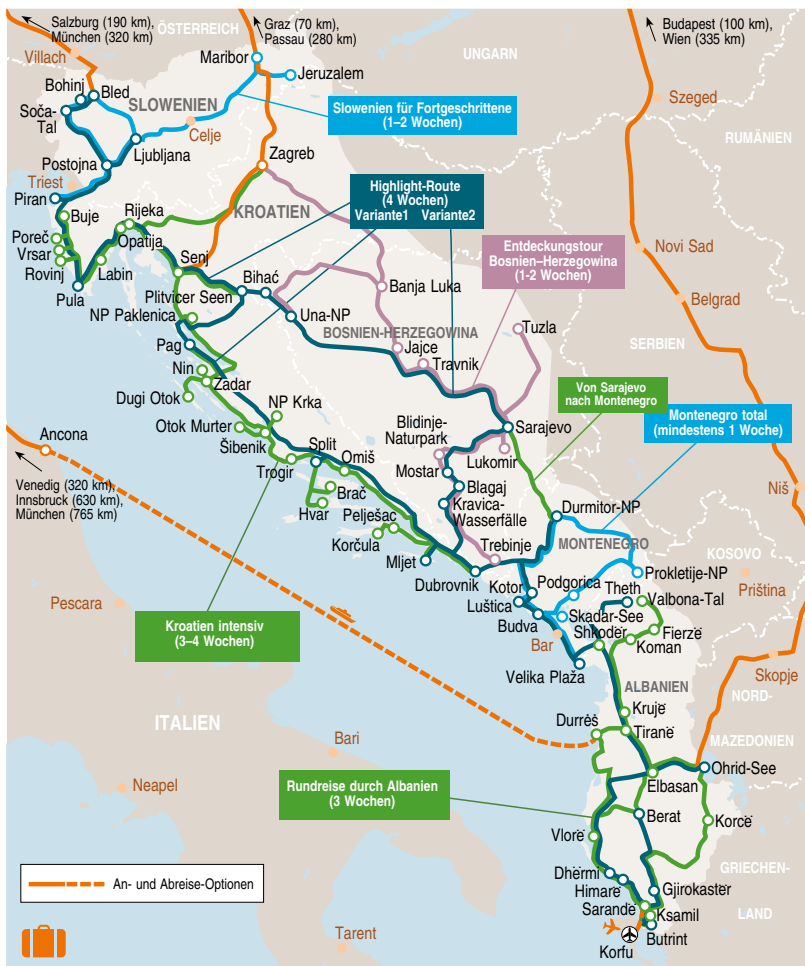 Salzburg (190 km),
München (320 km)
ÖSTERREICH
Graz (70 km),
Passau (280 km)
Budapest (100 km),
Wien (335 km)
UNGARN
Villach
Maribor
Jeruzalem
Bohinj
Bled
SLOWENIEN
Soča-
Tal
Celje
Ljubljana
Slowenien für Fortgeschrittene
(1–2 Wochen)
Szeged
RUMÄNIEN
Postojna
Zagreb
Triest
Piran
Highlight-Route
(4 Wochen)
Variante1 Variante2
Buje
Rijeka
KROATIEN
Poreč
Opatija
Vrsar
Rovinj
Labin
Senj
Pula
Entdeckungstour
Bosnien–Herzegowina
(1-2 Wochen)
Novi Sad
Bihać
Plitvicer Seen
Banja Luka
Belgrad
NP Paklenica
Una-NP
BOSNIEN-HERZEGOWINA
Tuzla
SERBIEN
Pag
Jajce
Travnik
Nin
Zadar
Dugi Otok
NP Krka
Von Sarajevo
nach Montenegro
Otok Murter
Blidinje-
Naturpark
Sarajevo
Montenegro total
(mindestens 1 Woche)
Ancona
Šibenik
Split
Omiš
Lukomir
Trogir
Mostar
Venedig (320 km),
Innsbruck (630 km),
München (765 km)
Brač
Blagaj
Niš
Hvar
Kravica-
Wasserfälle
Durmitor-NP
Pelješac
Korčula
Trebinje
MONTENEGRO
Mljet
KOSOVO
Dubrovnik
Kotor
Podgorica
Prokletije-NP
Priština
Theth
Valbona-Tal
Luštica
Pescara
Budva
Skadar-See
Kroatien intensiv
(3–4 Wochen)
Bar
Shkodër
Fierzë
Koman
Velika Plaža
Skopje
ALBANIEN
NORD-
MAZEDONIEN
ITALIEN
Krujë
Durrës
Tiranë
Bari
Ohrid-See
Elbasan
Neapel
Rundreise durch Albanien
(3 Wochen)
Berat
Korcë
Vlorë
GRIECHEN-
LAND
Dhërmi
Himarë
Gjirokaster
An- und Abreise-Optionen
Sarandë
Ksamil
Butrint
Korfu
Tarent